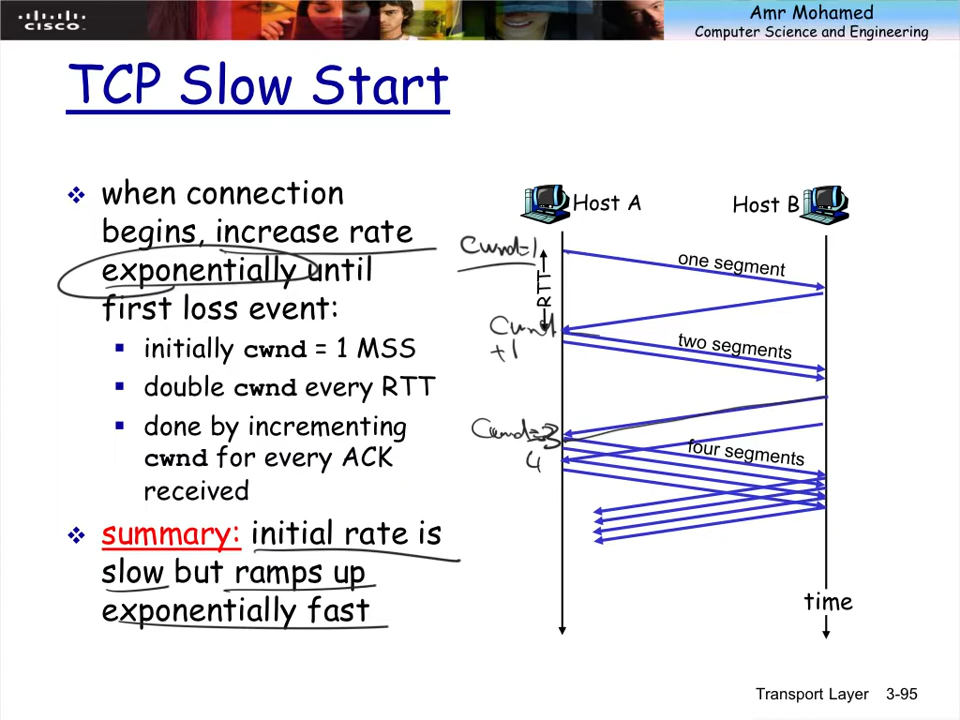 CISCO
Amr Mohamed
Computer Science and Engineering
TCP Slow Start
❖ when connection
begins, increase rate
exponentially until
first loss event:
▪ initially cwnd = 1 MSS
▪ double cwnd every RTT
▪ done by incrementing
cwnd for every ACK
received
❖ summary: initial rate is
slow but ramps up
exponentially fast
Host A
Host B
Cwnd=1
RTT
one segment
Cwnd
+1
two segments
Cwnd=3
4
four segments
time
Transport Layer 3-95